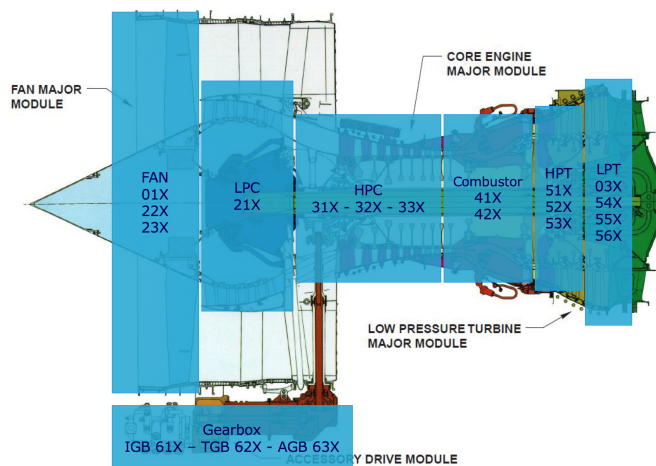 CORE ENGINE
MAJOR MODULE
FAN MAJOR
MODULE
FAN
01X
22X
23X
LPC
21X
HPC
31X - 32X - 33X
Combustor
41X
42X
HPT
51X
52X
53X
LPT
03X
54X
55X
56X
LOW PRESSURE TURBINE
MAJOR MODULE
Gearbox
IGB 61X – TGB 62X - AGB 63X
ACCESSORY DRIVE MODULE